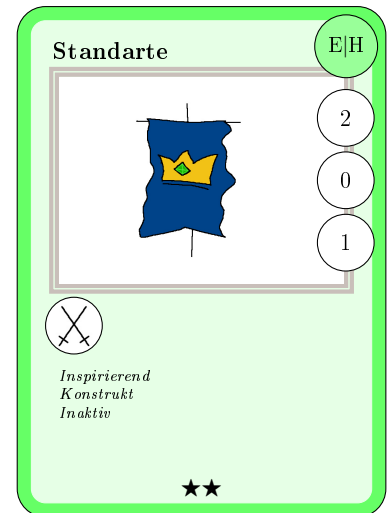 Standarte
E|H
2
0
1
Inspirierend
Konstrukt
Inaktiv
★★